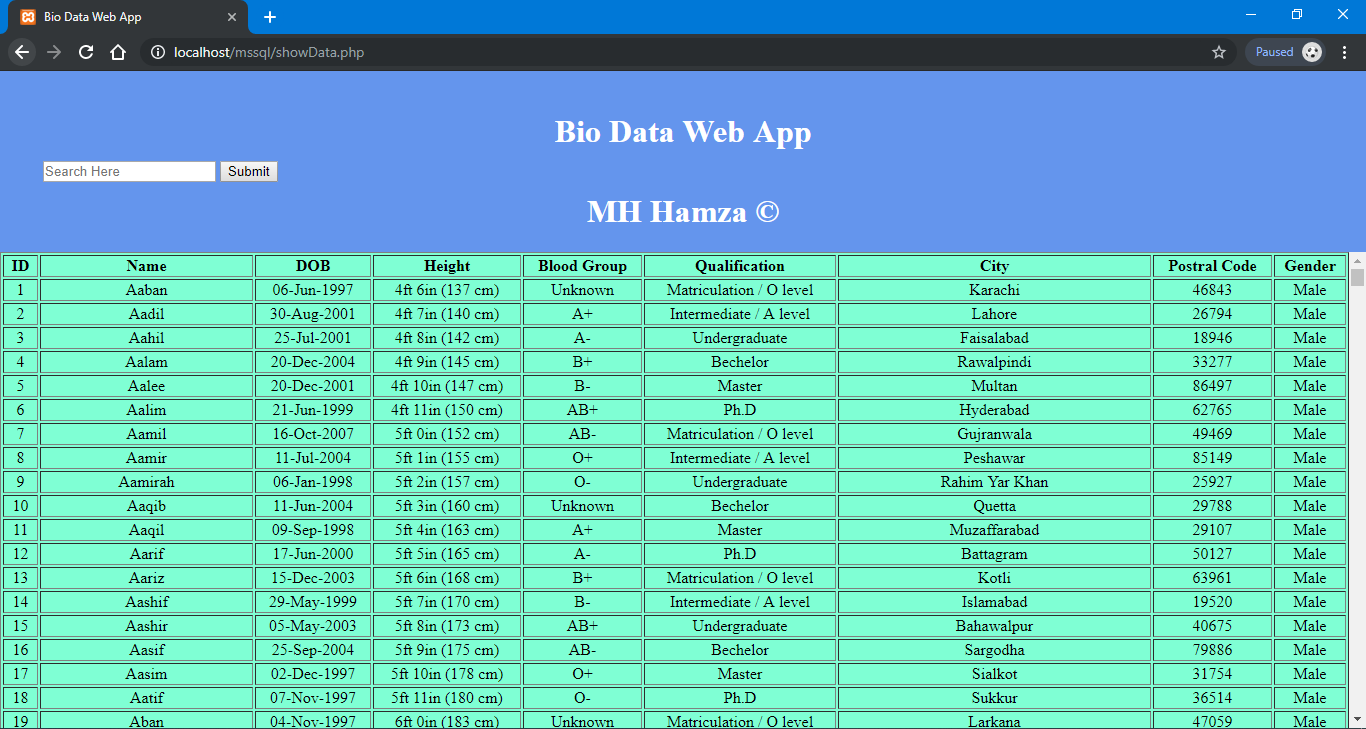 Bio Data Web App
localhost/mssql/showData.php
Paused
Bio Data Web App
Search Here Submit
MH Hamza ©
ID Name DOB Height Blood Group Qualification City Postral Code Gender
1 Aaban 06-Jun-1997 4ft 6in (137 cm) Unknown Matriculation / O level Karachi 46843 Male
2 Aadil 30-Aug-2001 4ft 7in (140 cm) A+ Intermediate / A level Lahore 26794 Male
3 Aahil 25-Jul-2001 4ft 8in (142 cm) A- Undergraduate Faisalabad 18946 Male
4 Aalam 20-Dec-2004 4ft 9in (145 cm) B+ Bechelor Rawalpindi 33277 Male
5 Aalee 20-Dec-2001 4ft 10in (147 cm) B- Master Multan 86497 Male
6 Aalim 21-Jun-1999 4ft 11in (150 cm) AB+ Ph.D Hyderabad 62765 Male
7 Aamil 16-Oct-2007 5ft 0in (152 cm) AB- Matriculation / O level Gujranwala 49469 Male
8 Aamir 11-Jul-2004 5ft 1in (155 cm) O+ Intermediate / A level Peshawar 85149 Male
9 Aamirah 06-Jan-1998 5ft 2in (157 cm) O- Undergraduate Rahim Yar Khan 25927 Male
10 Aaqib 11-Jun-2004 5ft 3in (160 cm) Unknown Bechelor Quetta 29788 Male
11 Aaqil 09-Sep-1998 5ft 4in (163 cm) A+ Master Muzaffarabad 29107 Male
12 Aarif 17-Jun-2000 5ft 5in (165 cm) A- Ph.D Battagram 50127 Male
13 Aariz 15-Dec-2003 5ft 6in (168 cm) B+ Matriculation / O level Kotli 63961 Male
14 Aashif 29-May-1999 5ft 7in (170 cm) B- Intermediate / A level Islamabad 19520 Male
15 Aashir 05-May-2003 5ft 8in (173 cm) AB+ Undergraduate Bahawalpur 40675 Male
16 Aasif 25-Sep-2004 5ft 9in (175 cm) AB- Bechelor Sargodha 79886 Male
17 Aasim 02-Dec-1997 5ft 10in (178 cm) O+ Master Sialkot 31754 Male
18 Aatif 07-Nov-1997 5ft 11in (180 cm) O- Ph.D Sukkur 36514 Male
19 Aban 04-Nov-1997 6ft 0in (183 cm) Unknown Matriculation / O level Larkana 47059 Male